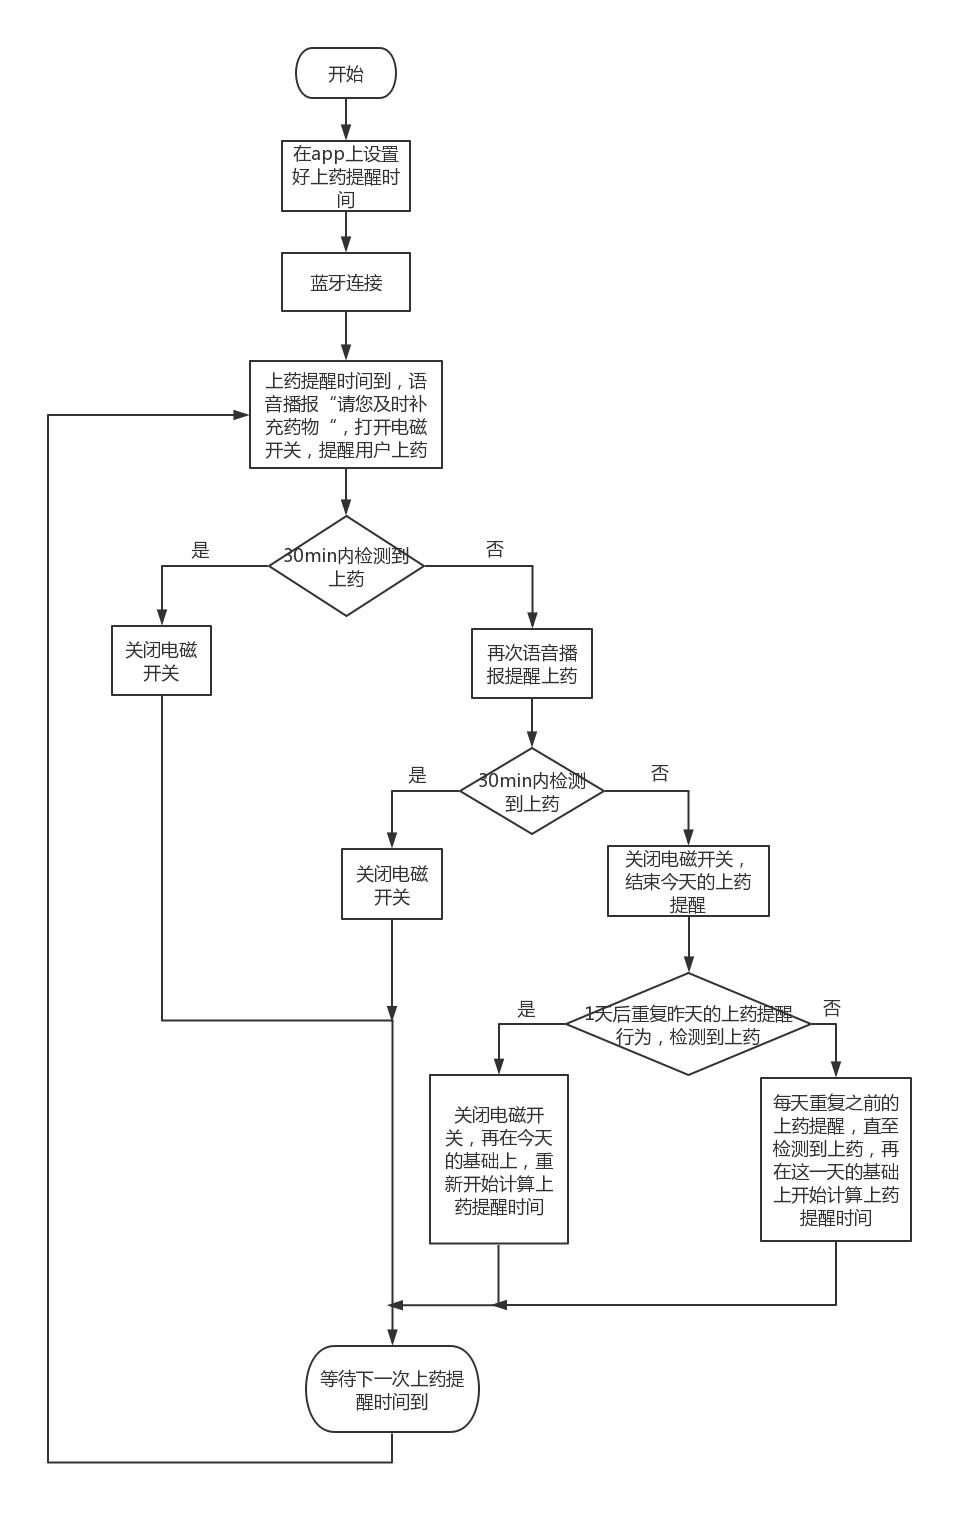 开始
在app上设置
好上药提醒时
间
蓝牙连接
上药提醒时间到，语
音播报“请您及时补
充药物“，打开电磁
开关，提醒用户上药
30min内检测到
上药
是
否
关闭电磁
开关
再次语音播
报提醒上药
30min内检测
到上药
是
否
关闭电磁
开关
关闭电磁开关，
结束今天的上药
提醒
1天后重复昨天的上药提醒
行为，检测到上药
是
否
关闭电磁开
关，再在今天
的基础上，重
新开始计算上
药提醒时间
每天重复之前的
上药提醒，直至
检测到上药，再
在这一天的基础
上开始计算上药
提醒时间
等待下一次上药提
醒时间到